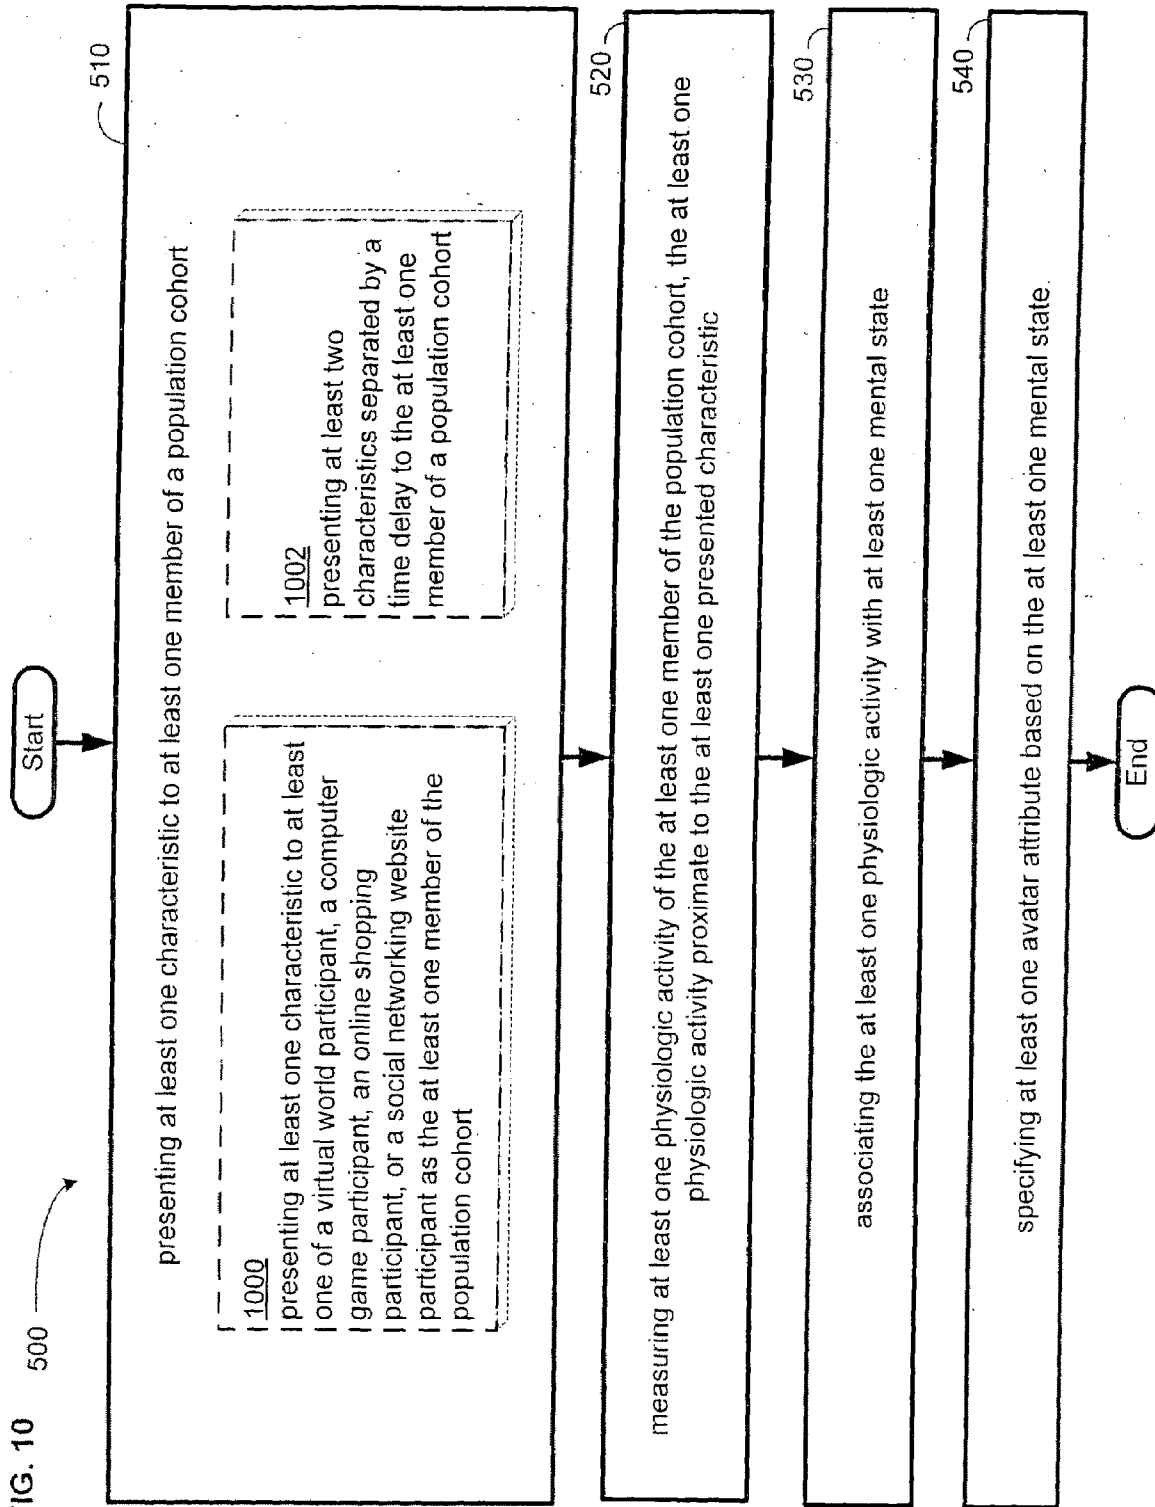 IG. 10
500
Start
510
presenting at least one characteristic to at least one member of a population cohort
1000
presenting at least one characteristic to at least
one of a virtual world participant, a computer
game participant, an online shopping
participant, or a social networking website
participant as the at least one member of the
population cohort
1002
presenting at least two
characteristics separated by a
time delay to the at least one
member of a population cohort
520
measuring at least one physiologic activity of the at least one member of the population cohort, the at least one
physiologic activity proximate to the at least one presented characteristic
530
associating the at least one physiologic activity with at least one mental state
540
specifying at least one avatar attribute based on the at least one mental state.
End